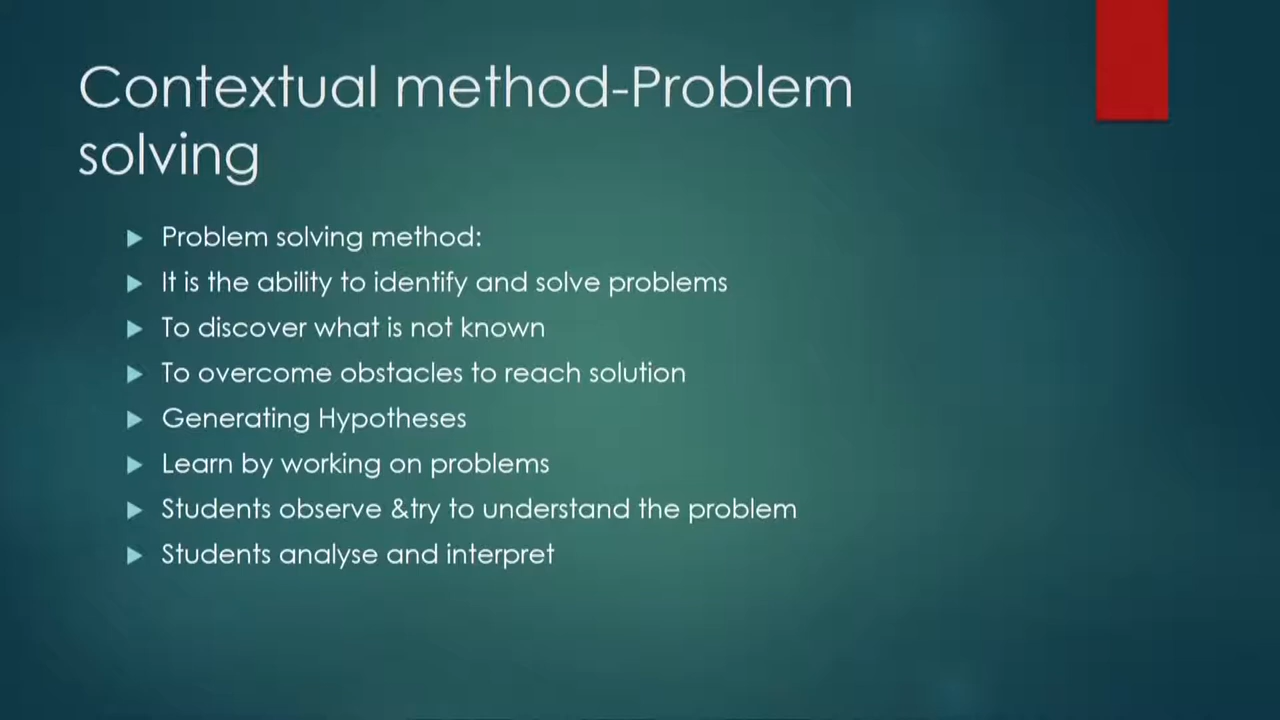 Contextual method-Problem
solving
Problem solving method:
It is the ability to identify and solve problems
To discover what is not known
To overcome obstacles to reach solution
Generating Hypotheses
Learn by working on problems
Students observe &try to understand the problem
Students analyse and interpret